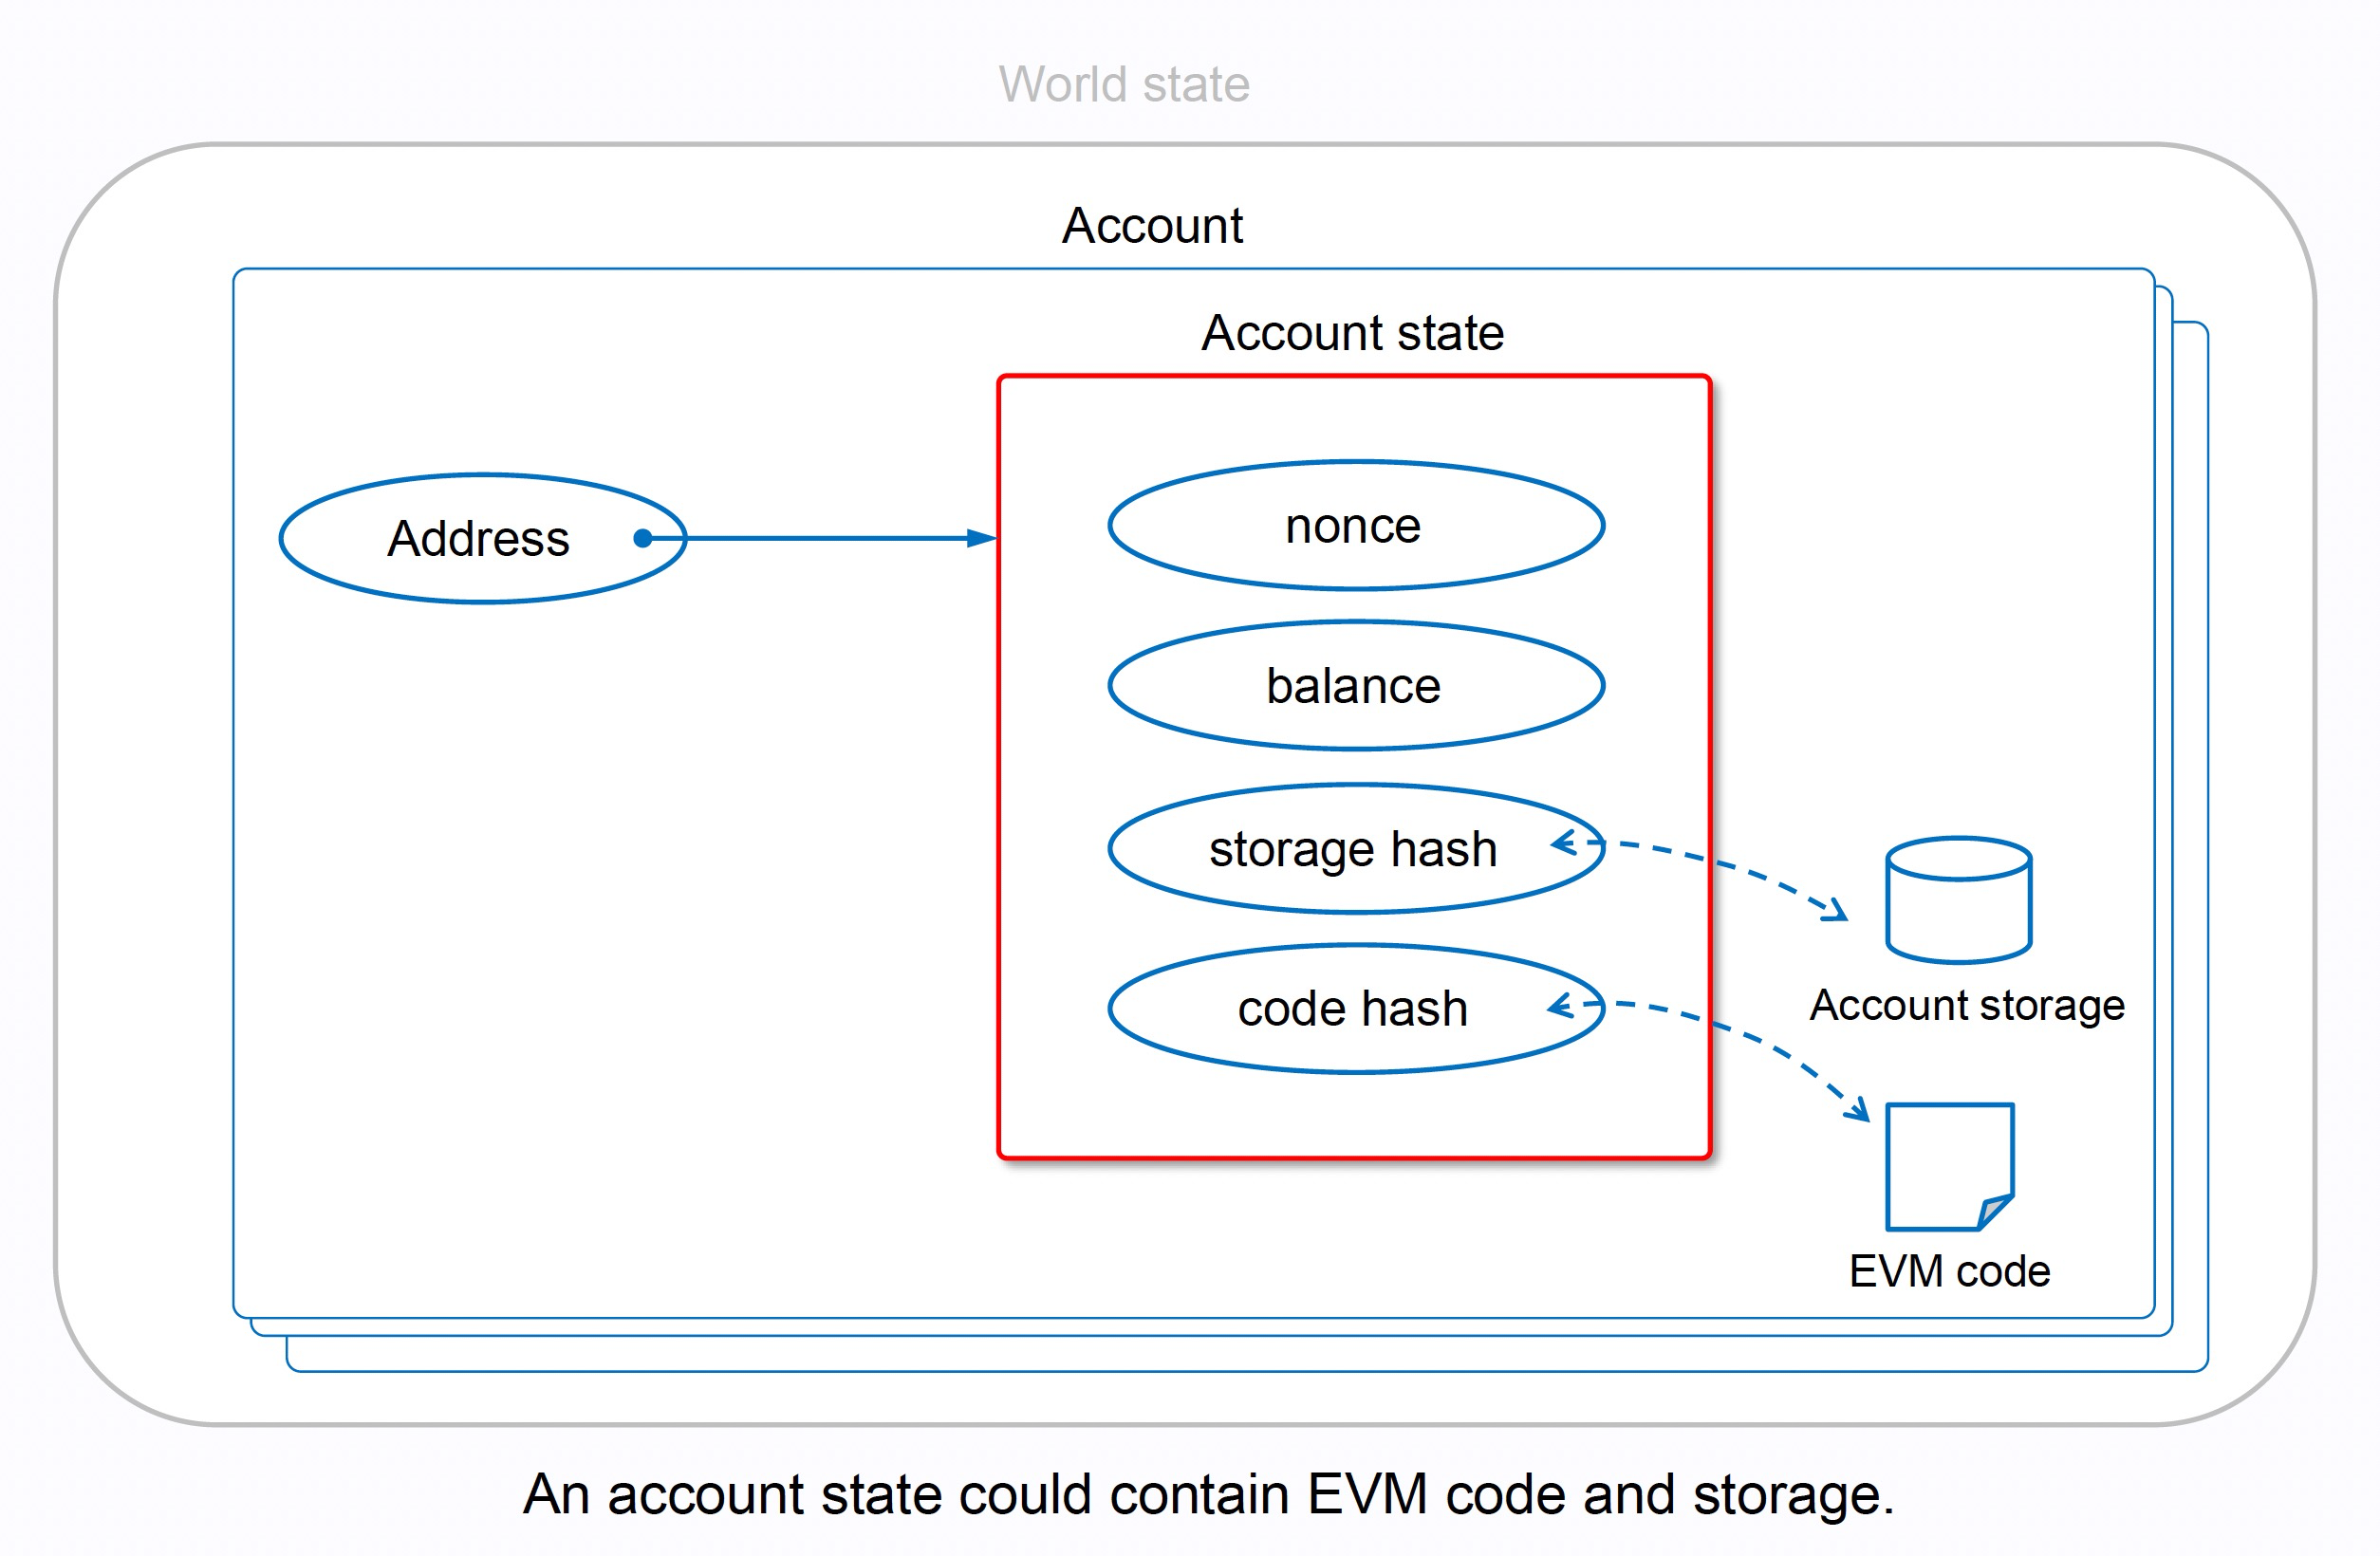 World state
Account
Account state
Address
nonce
balance
storage hash
code hash
Account storage
EVM code
An account state could contain EVM code and storage.